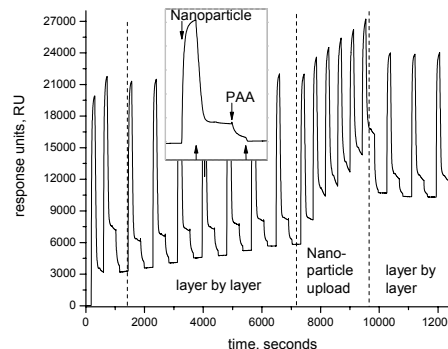 Nanoparticle
PAA
response units, RU
27000
24000
21000
18000
15000
12000
9000
6000
3000
0
layer by layer
Nano-
particle
upload
layer by
layer
0
2000
4000
6000
8000
10000
1200
time, seconds